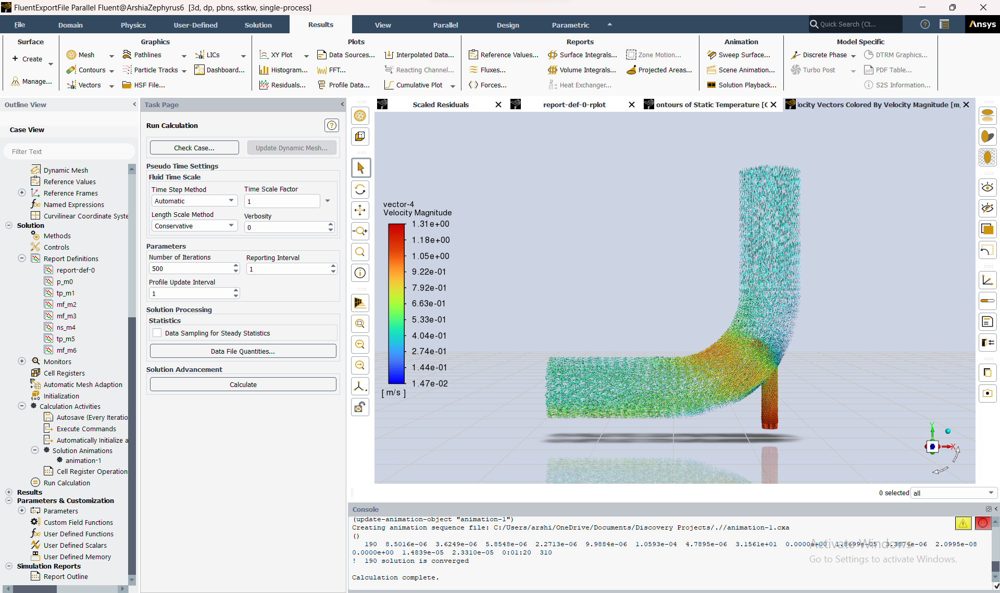 FluentExportFile Parallel Fluent@ArshiaZephyrus6 [3d, dp, pbns, sstkw, single-process]
File Domain Physics User-Defined Solution Results View Parallel Design Parametric Quick Search (Ct... Ansys
Surface Graphics Plots Reports Animation Model Specific
Create Mesh Pathlines LICs XY Plot Data Sources... Interpolated Data... Reference Values... Surface Integrals... Zone Motion... Sweep Surface... Discrete Phase DTRM Graphics...
Contours Particle Tracks Dashboard... Histogram... FFT... Reacting Channel... Fluxes... Volume Integrals... Projected Areas... Scene Animation... Turbo Post PDF Table...
Manage... Vectors HSF File... Residuals... Profile Data... Cumulative Plot Forces... Heat Exchanger... Solution Playback... S2S Information...
Outline View
Case View
Filter Text
Dynamic Mesh
Reference Values
Reference Frames
Named Expressions
Curvilinear Coordinate Syste
Solution
Methods
Controls
Report Definitions
report-def-0
p_m0
tp_m1
mf_m2
mf_m3
ns_m4
tp_m5
mf_m6
Monitors
Cell Registers
Automatic Mesh Adaption
Initialization
Calculation Activities
Autosave (Every Iteratio
Execute Commands
Automatically Initialize a
Solution Animations
animation-1
Cell Register Operation
Run Calculation
Results
Parameters & Customization
Parameters
Custom Field Functions
User Defined Functions
User Defined Scalars
User Defined Memory
Simulation Reports
Report Outline
Task Page
Run Calculation
Check Case... Update Dynamic Mesh...
Pseudo Time Settings
Fluid Time Scale
Time Step Method Time Scale Factor
Automatic 1
Length Scale Method Verbosity
Conservative 0
Parameters
Number of Iterations Reporting Interval
500 1
Profile Update Interval
1
Solution Processing
Statistics
Data Sampling for Steady Statistics
Data File Quantities...
Solution Advancement
Calculate
Scaled Residuals report-def-0-rplot ontours of Static Temperature [C locity Vectors Colored By Velocity Magnitude [m,
vector-4
Velocity Magnitude
1.31e+00
1.18e+00
1.05e+00
9.22e-01
7.92e-01
6.63e-01
5.33e-01
4.04e-01
2.74e-01
1.44e-01
1.47e-02
[ m/s ]
Y
X
Z
0 selected all
Console
(update-animation-object "animation-1")
Creating animation sequence file: C:/Users/arshi/OneDrive/Documents/Discovery Projects/.//animation-1.cxa
()
190 8.5016e-06 3.6249e-06 5.8548e-06 2.2713e-06 9.9884e-06 1.0593e-04 4.7895e-06 3.1561e+01 0.0000e+00 1.8699e-05 3.3874e-06 2.0995e-08
0.0000e+00 1.4839e-05 2.3310e-05 0:01:20 310
! 190 solution is converged
Calculation complete.
Activate Windows
Go to Settings to activate Windows.